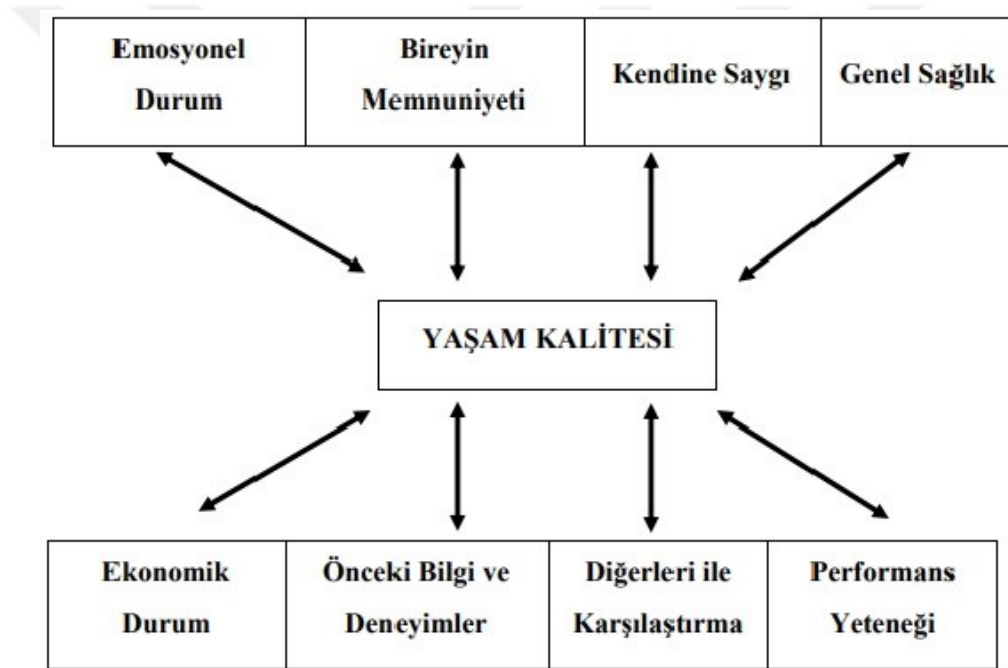 Emosyonel
Durum
Bireyin
Memnuniyeti
Kendine Saygı
Genel Sağlık
YAŞAM KALİTESİ
Ekonomik
Durum
Önceki Bilgi ve
Deneyimler
Diğerleri ile
Karşılaştırma
Performans
Yeteneği